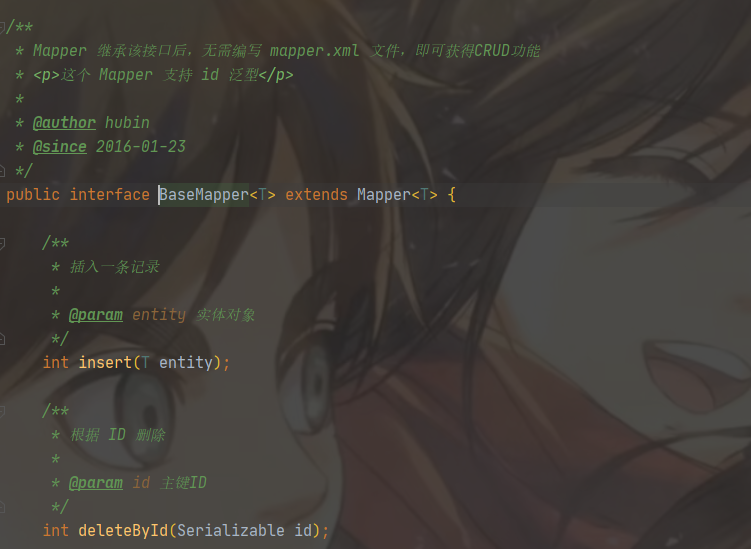 /**
 * Mapper 继承该接口后，无需编写 mapper.xml 文件，即可获得CRUD功能
 * <p>这个 Mapper 支持 id 泛型</p>
 *
 * @author hubin
 * @since 2016-01-23
 */
public interface BaseMapper<T> extends Mapper<T> {
    /**
     * 插入一条记录
     *
     * @param entity 实体对象
     */
    int insert(T entity);
    /**
     * 根据 ID 删除
     *
     * @param id 主键ID
     */
    int deleteById(Serializable id);